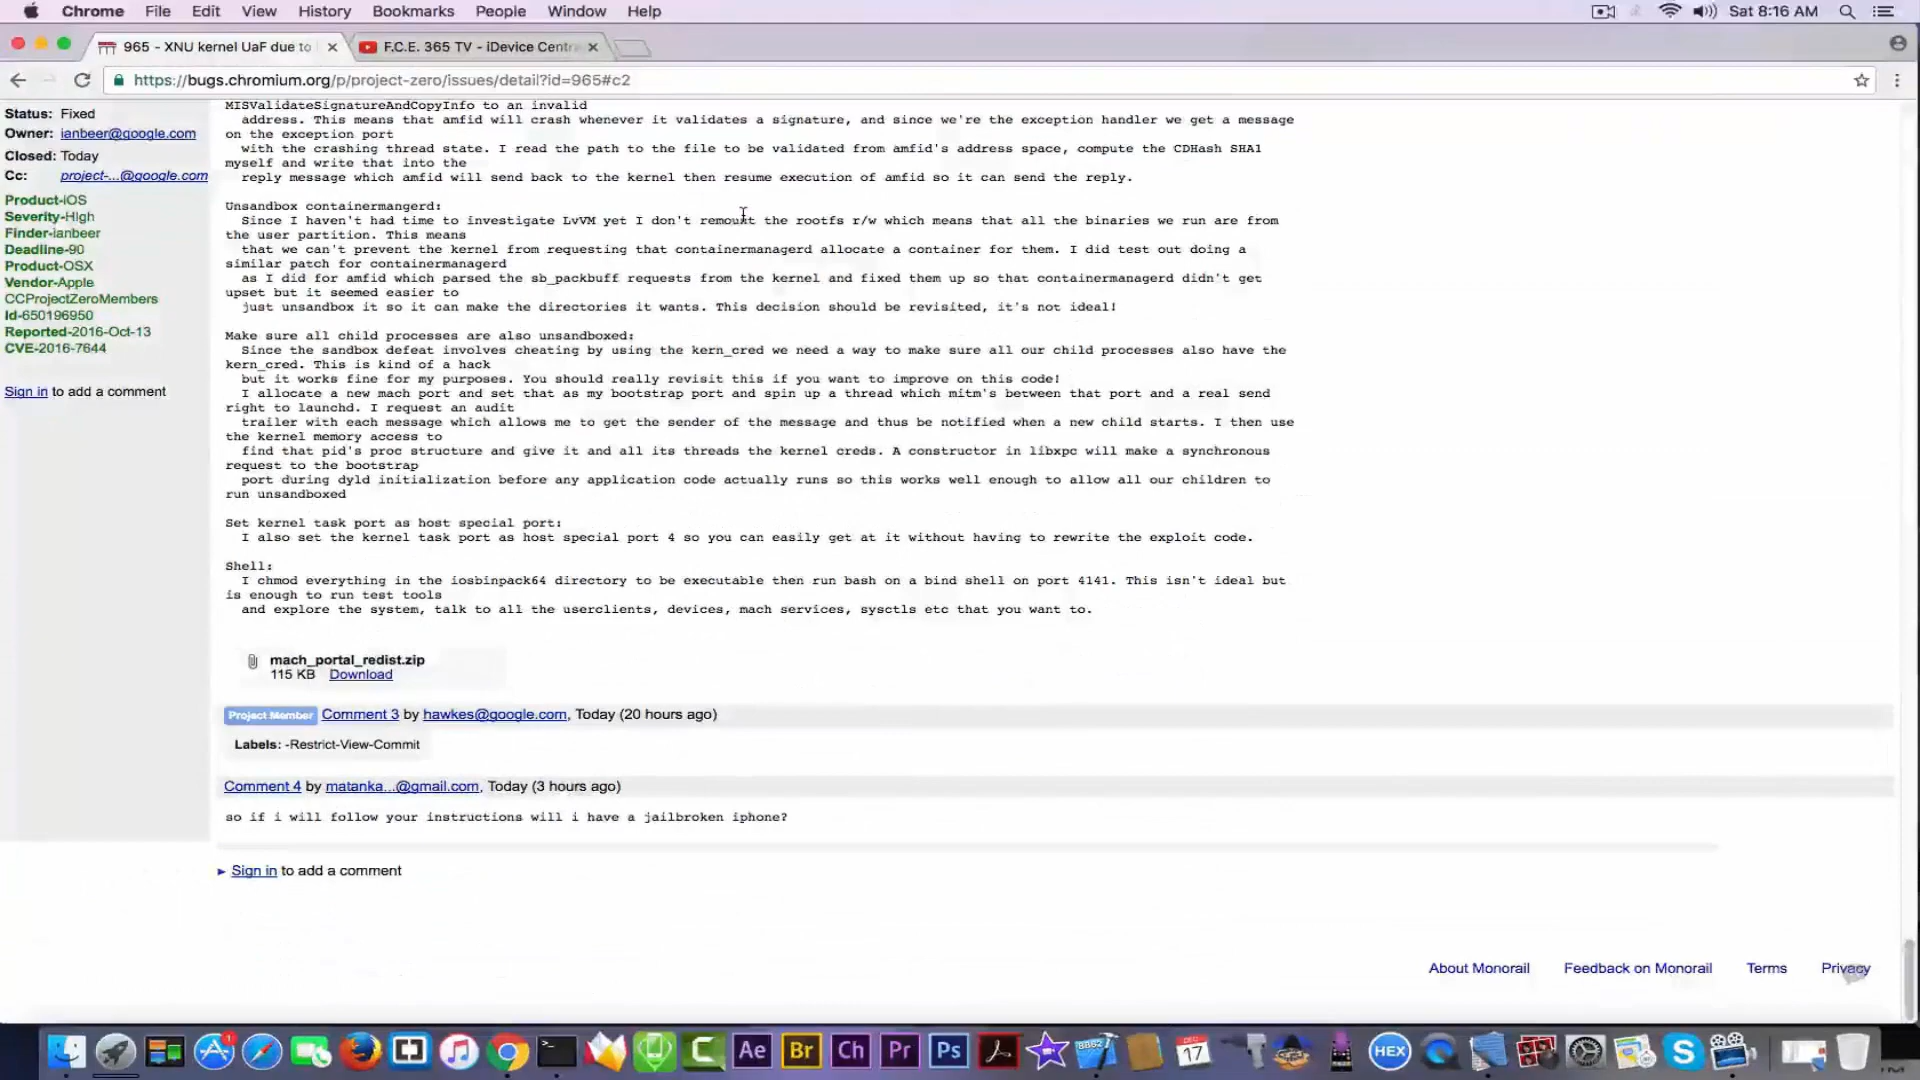 Chrome File Edit View History Bookmarks People Window Help Sat 8:16 AM
965 - XNU kernel UaF due to F.C.E. 365 TV - iDevice Centr
https://bugs.chromium.org/p/project-zero/issues/detail?id=965#c2
Status: Fixed
Owner: ianbeer@google.com
Closed: Today
Cc: project-...@google.com
Product-iOS
Severity-High
Finder-ianbeer
Deadline-90
Product-OSX
Vendor-Apple
CCProjectZeroMembers
Id-650196950
Reported-2016-Oct-13
CVE-2016-7644
Sign in to add a comment
MISValidateSignatureAndCopyInfo to an invalid
address. This means that amfid will crash whenever it validates a signature, and since we're the exception handler we get a message
on the exception port
with the crashing thread state. I read the path to the file to be validated from amfid's address space, compute the CDHash SHA1
myself and write that into the
reply message which amfid will send back to the kernel then resume execution of amfid so it can send the reply.
Unsandbox containermangerd:
Since I haven't had time to investigate LvVM yet I don't remount the rootfs r/w which means that all the binaries we run are from
the user partition. This means
that we can't prevent the kernel from requesting that containermanagerd allocate a container for them. I did test out doing a
similar patch for containermanagerd
as I did for amfid which parsed the sb_packbuff requests from the kernel and fixed them up so that containermanagerd didn't get
upset but it seemed easier to
just unsandbox it so it can make the directories it wants. This decision should be revisited, it's not ideal!
Make sure all child processes are also unsandboxed:
Since the sandbox defeat involves cheating by using the kern_cred we need a way to make sure all our child processes also have the
kern_cred. This is kind of a hack
but it works fine for my purposes. You should really revisit this if you want to improve on this code!
I allocate a new mach port and set that as my bootstrap port and spin up a thread which mitm's between that port and a real send
right to launchd. I request an audit
trailer with each message which allows me to get the sender of the message and thus be notified when a new child starts. I then use
the kernel memory access to
find that pid's proc structure and give it and all its threads the kernel creds. A constructor in libxpc will make a synchronous
request to the bootstrap
port during dyld initialization before any application code actually runs so this works well enough to allow all our children to
run unsandboxed
Set kernel task port as host special port:
I also set the kernel task port as host special port 4 so you can easily get at it without having to rewrite the exploit code.
Shell:
I chmod everything in the iosbinpack64 directory to be executable then run bash on a bind shell on port 4141. This isn't ideal but
is enough to run test tools
and explore the system, talk to all the userclients, devices, mach services, sysctls etc that you want to.
mach_portal_redist.zip
115 KB Download
Project Member Comment 3 by hawkes@google.com, Today (20 hours ago)
Labels: -Restrict-View-Commit
Comment 4 by matanka...@gmail.com, Today (3 hours ago)
so if i will follow your instructions will i have a jailbroken iphone?
Sign in to add a comment
About Monorail Feedback on Monorail Terms Privacy
Ae Br Ch Pr Ps DEC 17 HEX